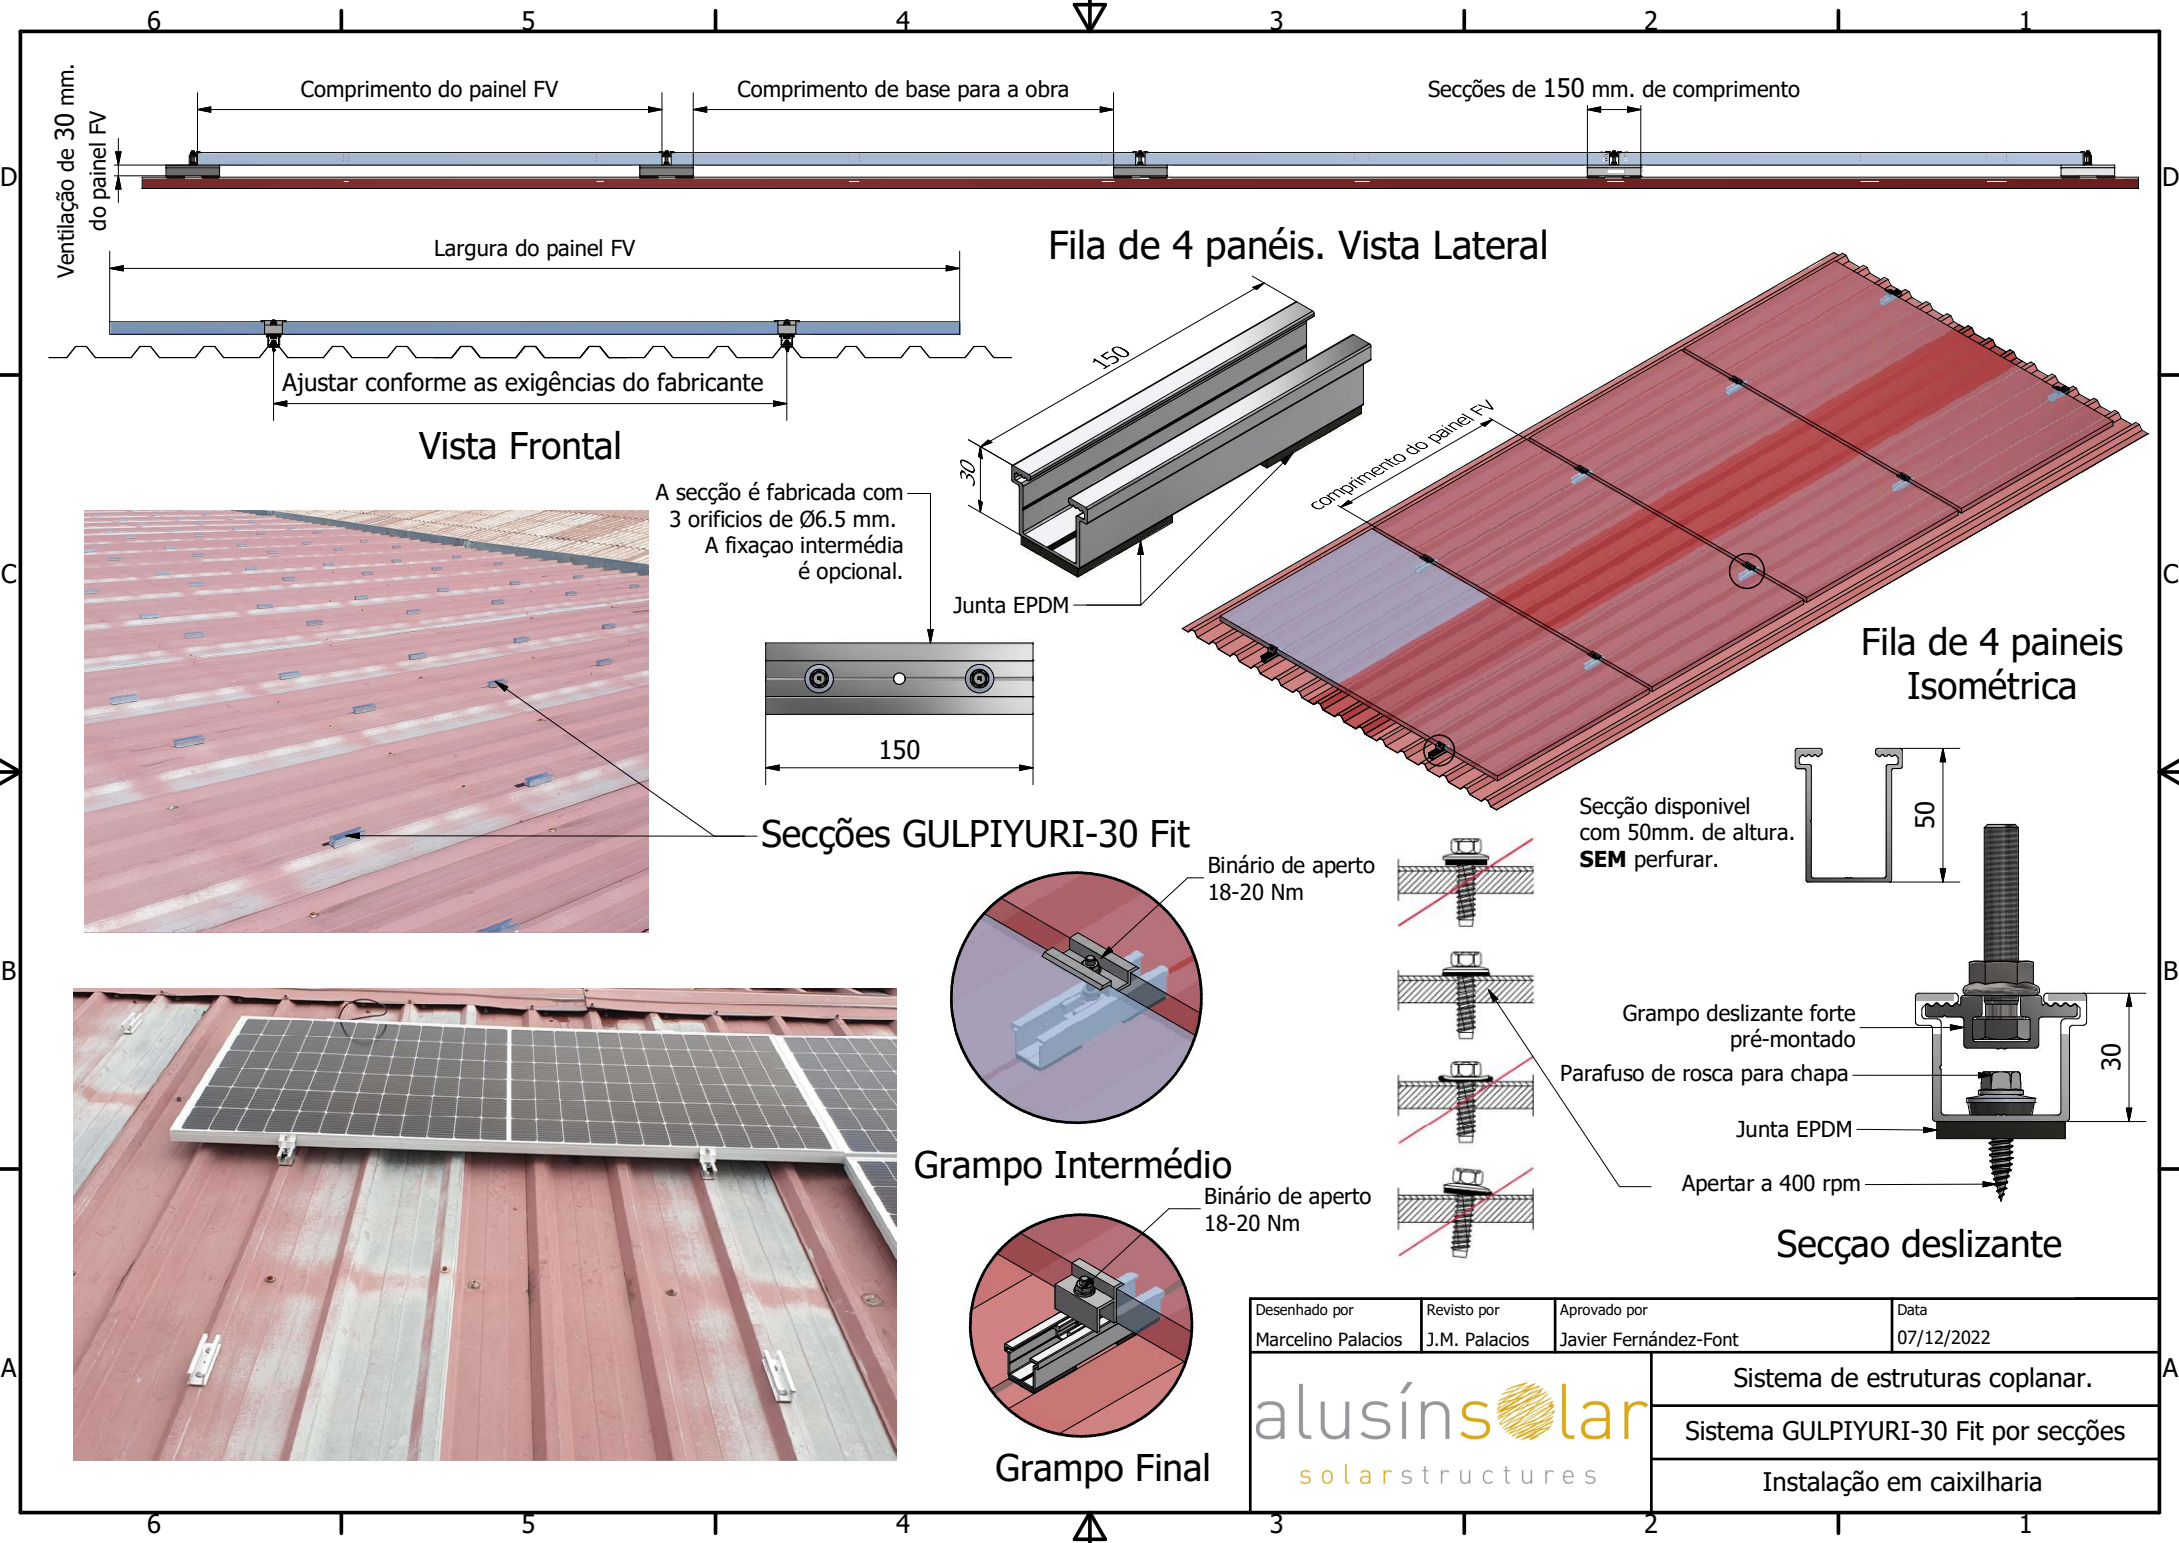 6 5 4 3 2 1
D
D
C
C
B
B
A
A
Ventilação de 30 mm.
do painel FV
Comprimento do painel FV
Comprimento de base para a obra
Secções de 150 mm. de comprimento
Fila de 4 panéis. Vista Lateral
Largura do painel FV
Ajustar conforme as exigências do fabricante
Vista Frontal
150
30
Junta EPDM
A secção é fabricada com
3 orificios de Ø6.5 mm.
A fixaçao intermédia
é opcional.
150
comprimento do painel FV
Fila de 4 paineis
Isométrica
Secções GULPIYURI-30 Fit
Secção disponivel
com 50mm. de altura.
SEM perfurar.
50
Binário de aperto
18-20 Nm
Grampo Intermédio
Binário de aperto
18-20 Nm
Grampo Final
Grampo deslizante forte
pré-montado
Parafuso de rosca para chapa
Junta EPDM
Apertar a 400 rpm
30
Secçao deslizante
Desenhado por
Marcelino Palacios
Revisto por
J.M. Palacios
Aprovado por
Javier Fernández-Font
Data
07/12/2022
alusínsolar
solarstructures
Sistema de estruturas coplanar.
Sistema GULPIYURI-30 Fit por secções
Instalação em caixilharia
6 5 4 3 2 1